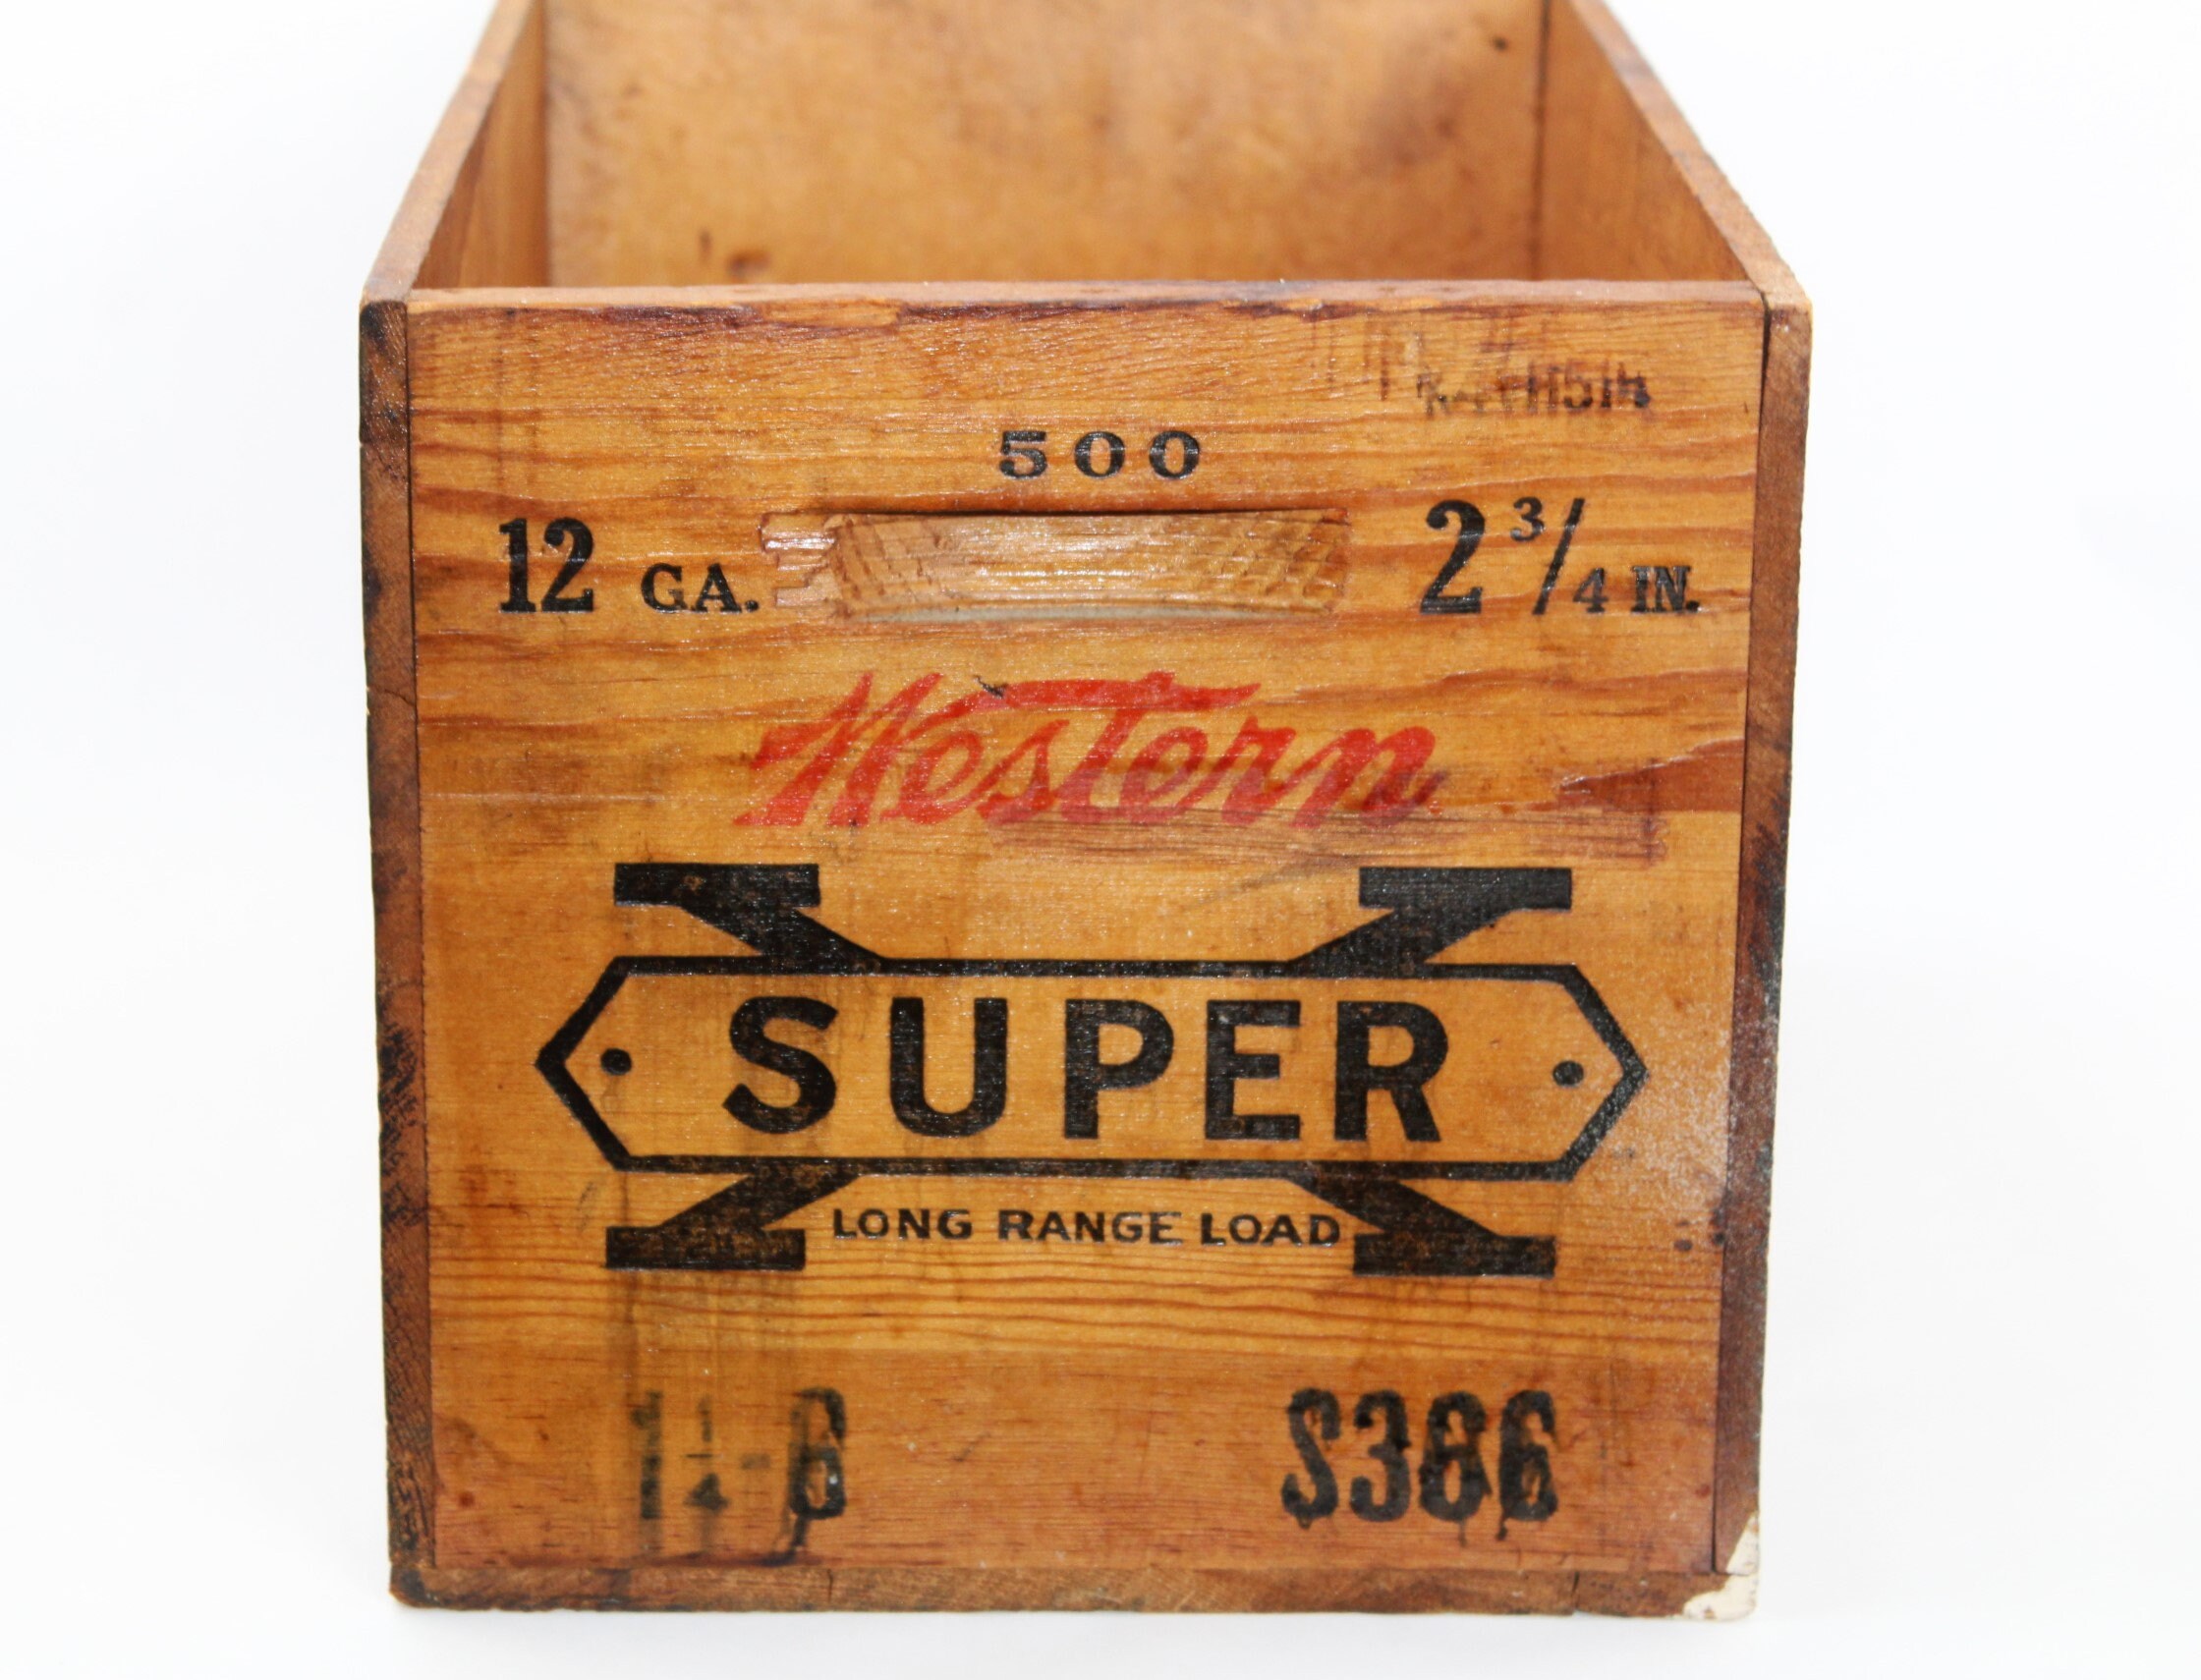 500
12 GA. 2 3/4 IN.
Western
SUPER X
LONG RANGE LOAD
1 1/4 - 6 S386